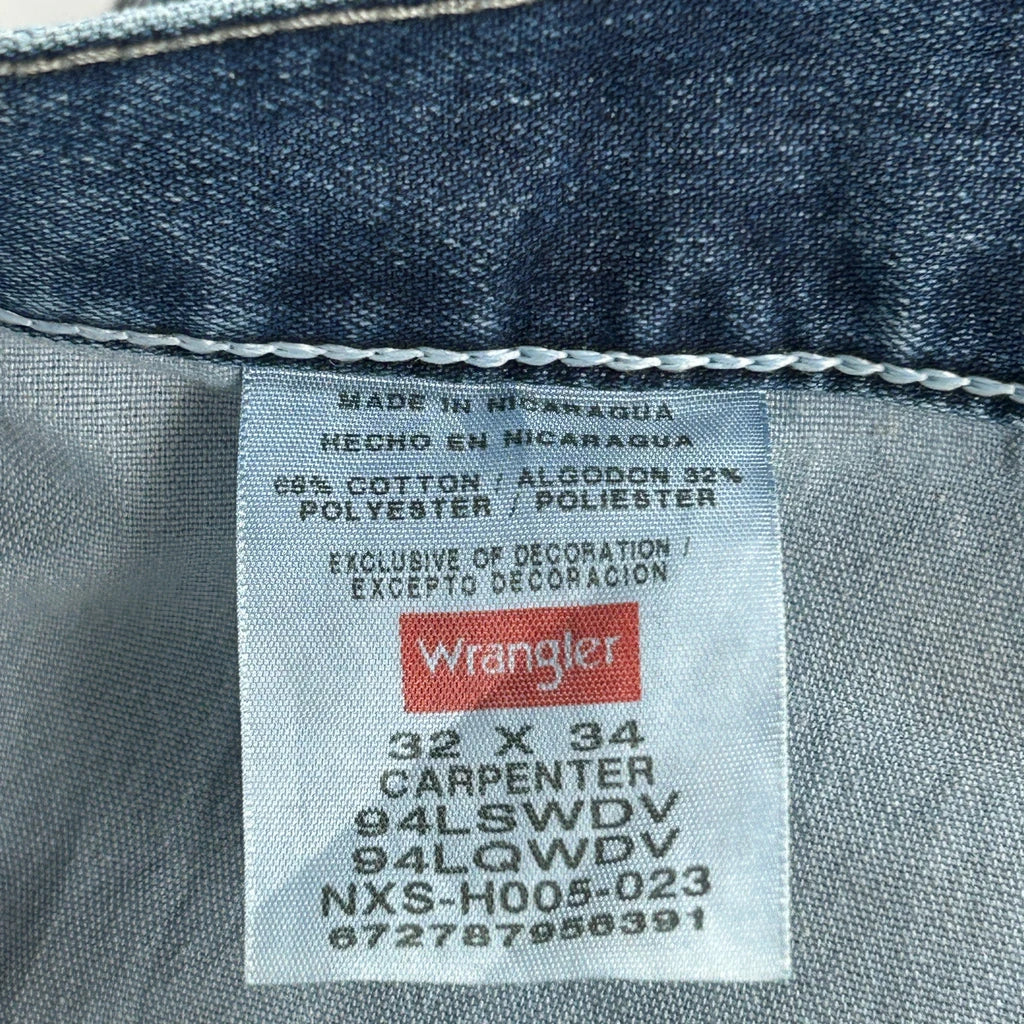 MADE IN NICARAGUA
HECHO EN NICARAGUA
68% COTTON / ALGODON 32%
POLYESTER / POLIESTER
EXCLUSIVE OF DECORATION /
EXCEPTO DECORACION
Wrangler
32 X 34
CARPENTER
94LSWDV
94LQWDV
NXS-H005-023
672787956391